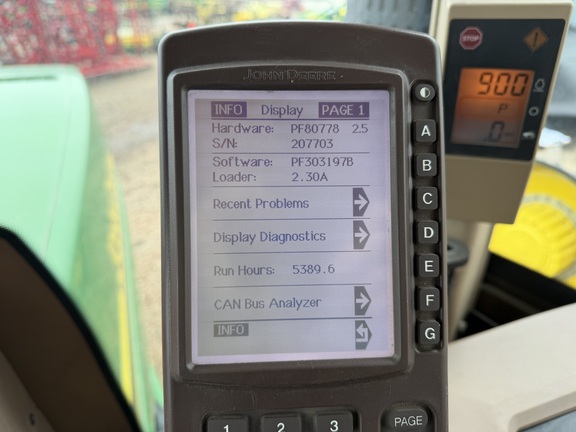 JOHN DEERE
INFO Display PAGE 1
Hardware: PF80778 2.5
S/N: 207703
Software: PF303197B
Loader: 2.30A
Recent Problems
Display Diagnostics
Run Hours: 5389.6
CAN Bus Analyzer
INFO
A
B
C
D
E
F
G
1 2 3 PAGE
STOP
900
P
0